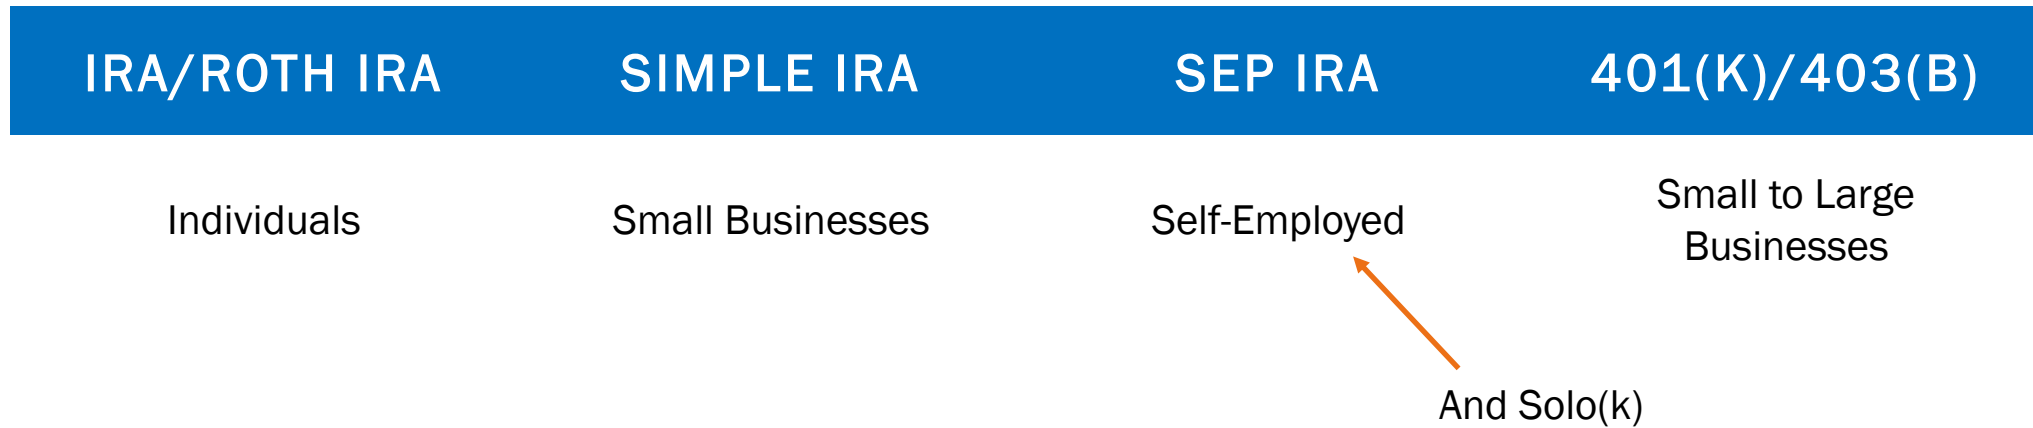 IRA/ROTH IRA SIMPLE IRA SEP IRA 401(K)/403(B)
Individuals Small Businesses Self-Employed Small to Large
Businesses
And Solo(k)